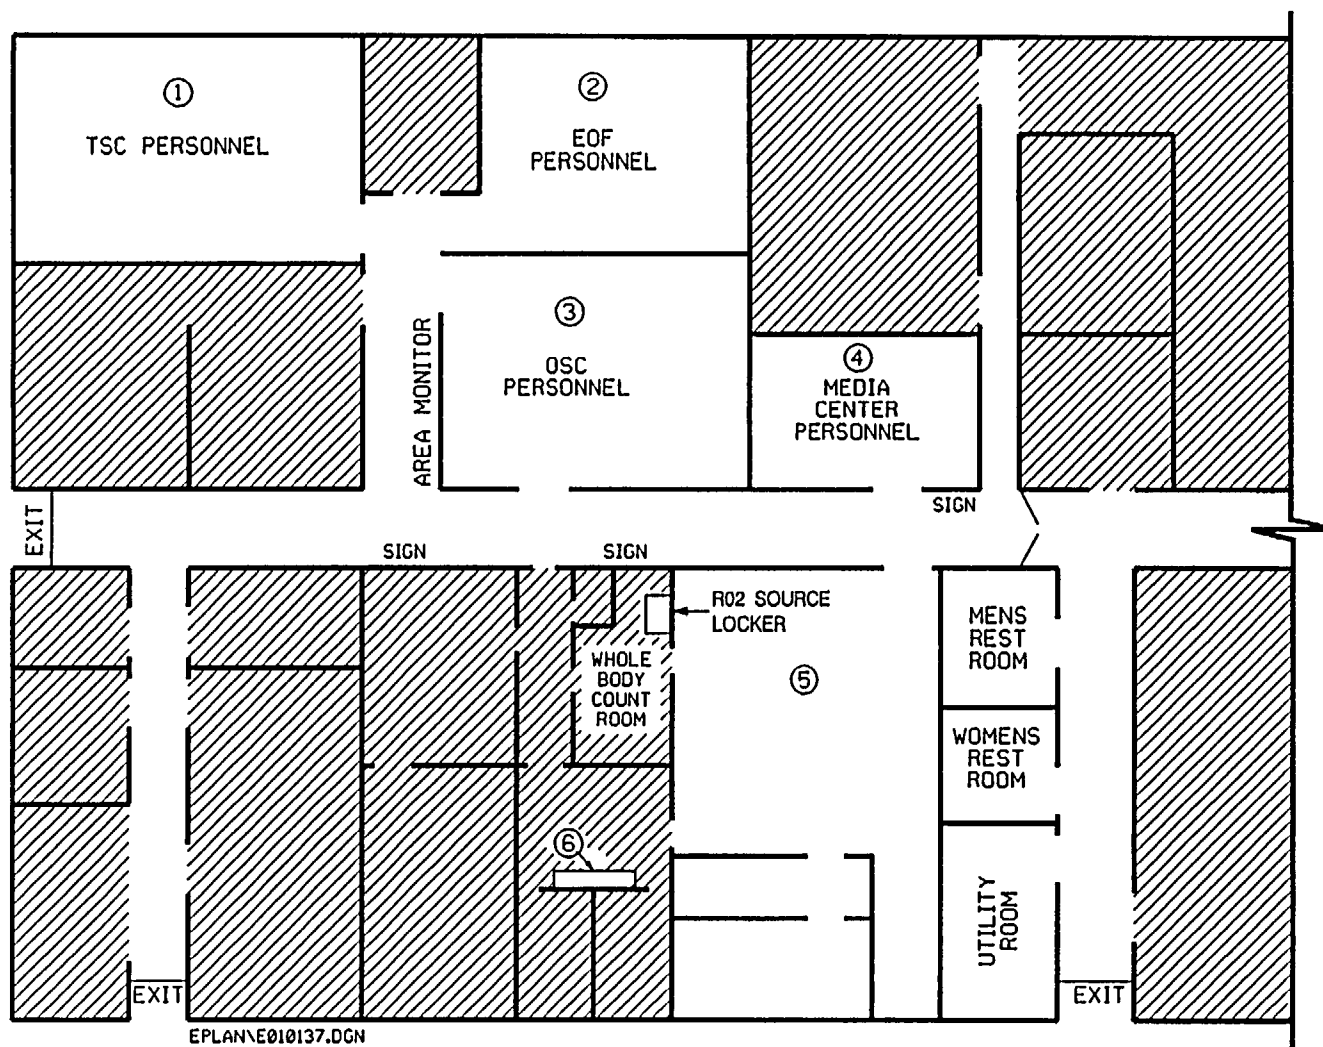 1
TSC PERSONNEL
2
EOF
PERSONNEL
3
OSC
PERSONNEL
AREA MONITOR
4
MEDIA
CENTER
PERSONNEL
SIGN
EXIT
SIGN
SIGN
R02 SOURCE
LOCKER
WHOLE
BODY
COUNT
ROOM
5
MENS
REST
ROOM
WOMENS
REST
ROOM
6
UTILITY
ROOM
EXIT
EXIT
EPLAN\E010137.DGN